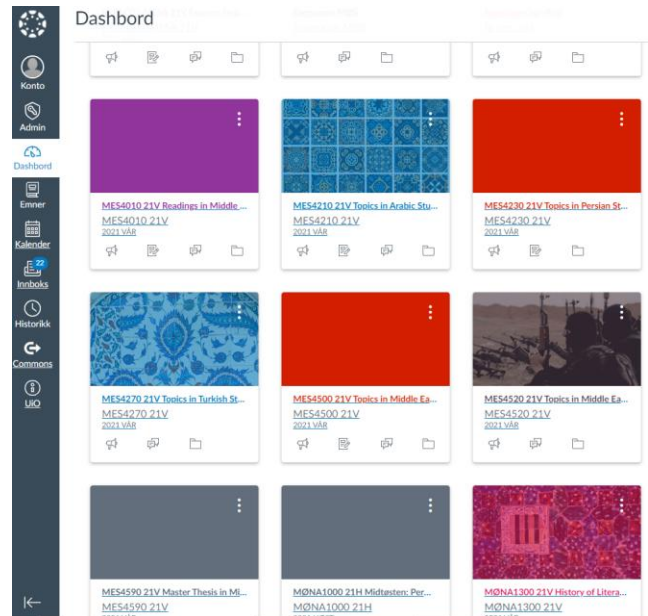 Dashbord
Konto
Admin
Dashbord
Emner
Kalender
22
Innboks
Historikk
Commons
UiO
MES4010 21V Readings in Middle ...
MES4010 21V
2021 VÅR
MES4210 21V Topics in Arabic Stu...
MES4210 21V
2021 VÅR
MES4230 21V Topics in Persian St...
MES4230 21V
2021 VÅR
MES4270 21V Topics in Turkish St...
MES4270 21V
2021 VÅR
MES4500 21V Topics in Middle Ea...
MES4500 21V
2021 VÅR
MES4520 21V Topics in Middle Ea...
MES4520 21V
2021 VÅR
MES4590 21V Master Thesis in Mi...
MES4590 21V
MØNA1000 21H Midtøsten: Per...
MØNA1000 21H
MØNA1300 21V History of Litera...
MØNA1300 21V